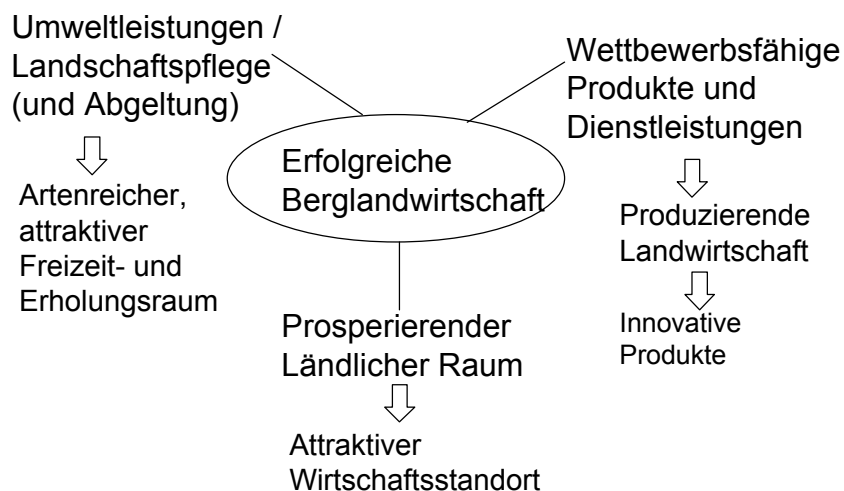 Umweltleistungen /
Landschaftspflege
(und Abgeltung)
Artenreicher,
attraktiver
Freizeit- und
Erholungsraum
Erfolgreiche
Berglandwirtschaft
Prosperierender
Ländlicher Raum
Attraktiver
Wirtschaftsstandort
Wettbewerbsfähige
Produkte und
Dienstleistungen
Produzierende
Landwirtschaft
Innovative
Produkte